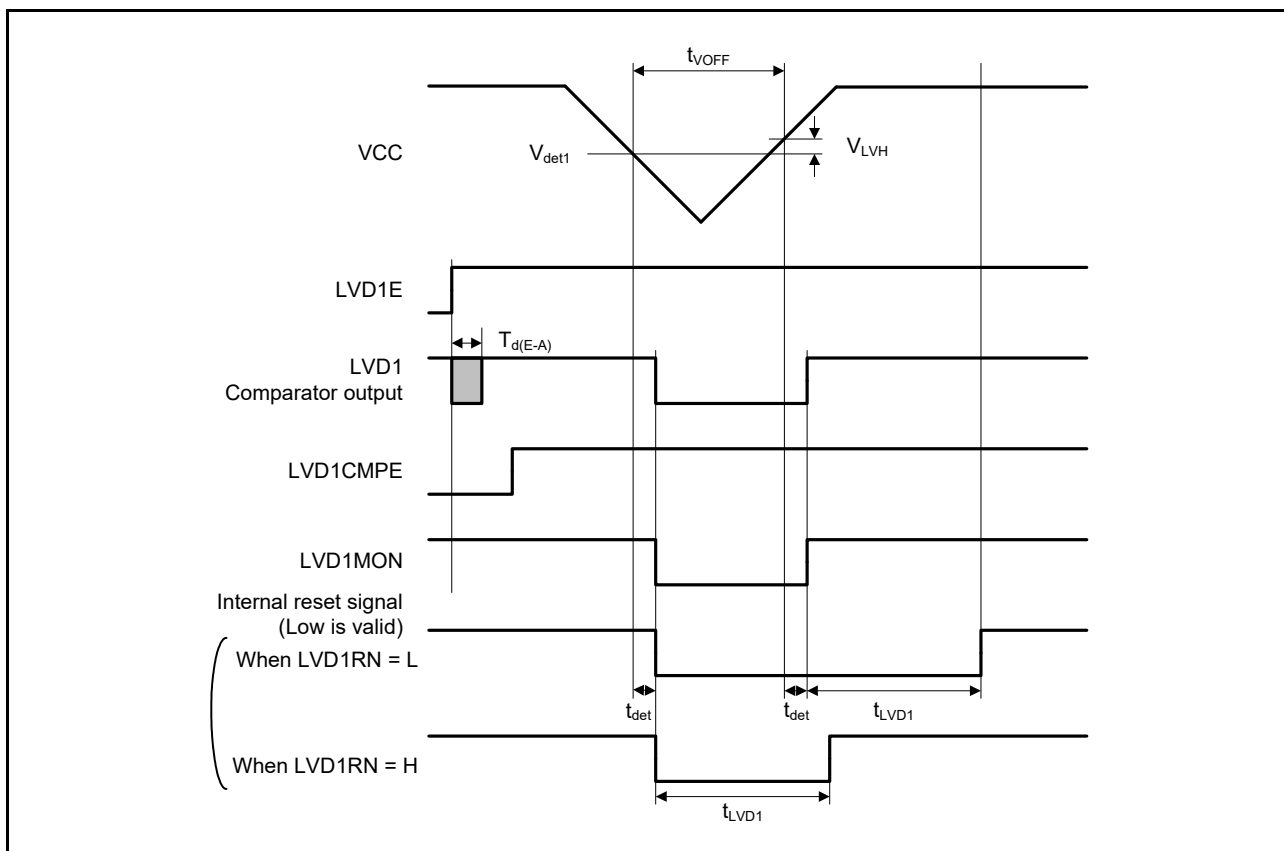 tVOFF
VCC
Vdet1
VLVH
LVD1E
Td(E-A)
LVD1
Comparator output
LVD1CMPE
LVD1MON
Internal reset signal
(Low is valid)
When LVD1RN = L
tdet
tdet
tLVD1
When LVD1RN = H
tLVD1